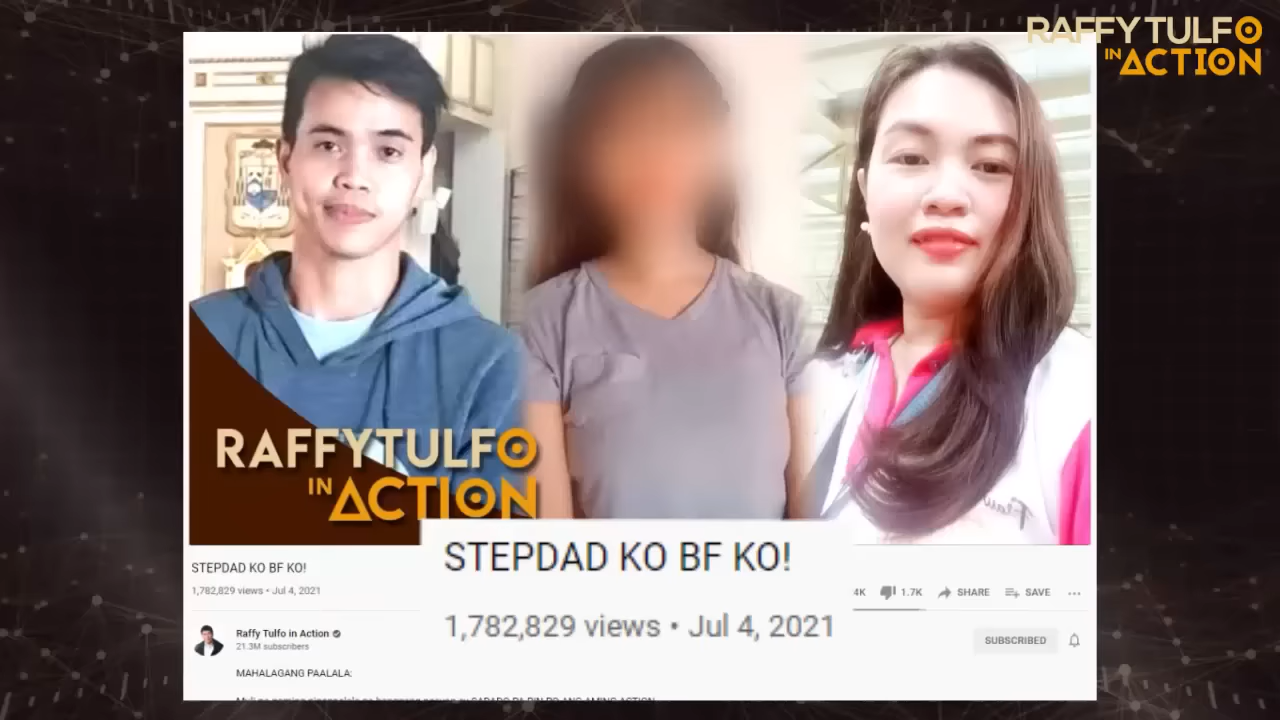 RAFFY TULFO
IN ACTION
RAFFYTULFO
IN ACTION
STEPDAD KO BF KO!
1,782,829 views • Jul 4, 2021
STEPDAD KO BF KO!
1,782,829 views • Jul 4, 2021
4K 1.7K SHARE SAVE ...
Raffy Tulfo in Action
21.3M subscribers
SUBSCRIBED
MAHALAGANG PAALALA: